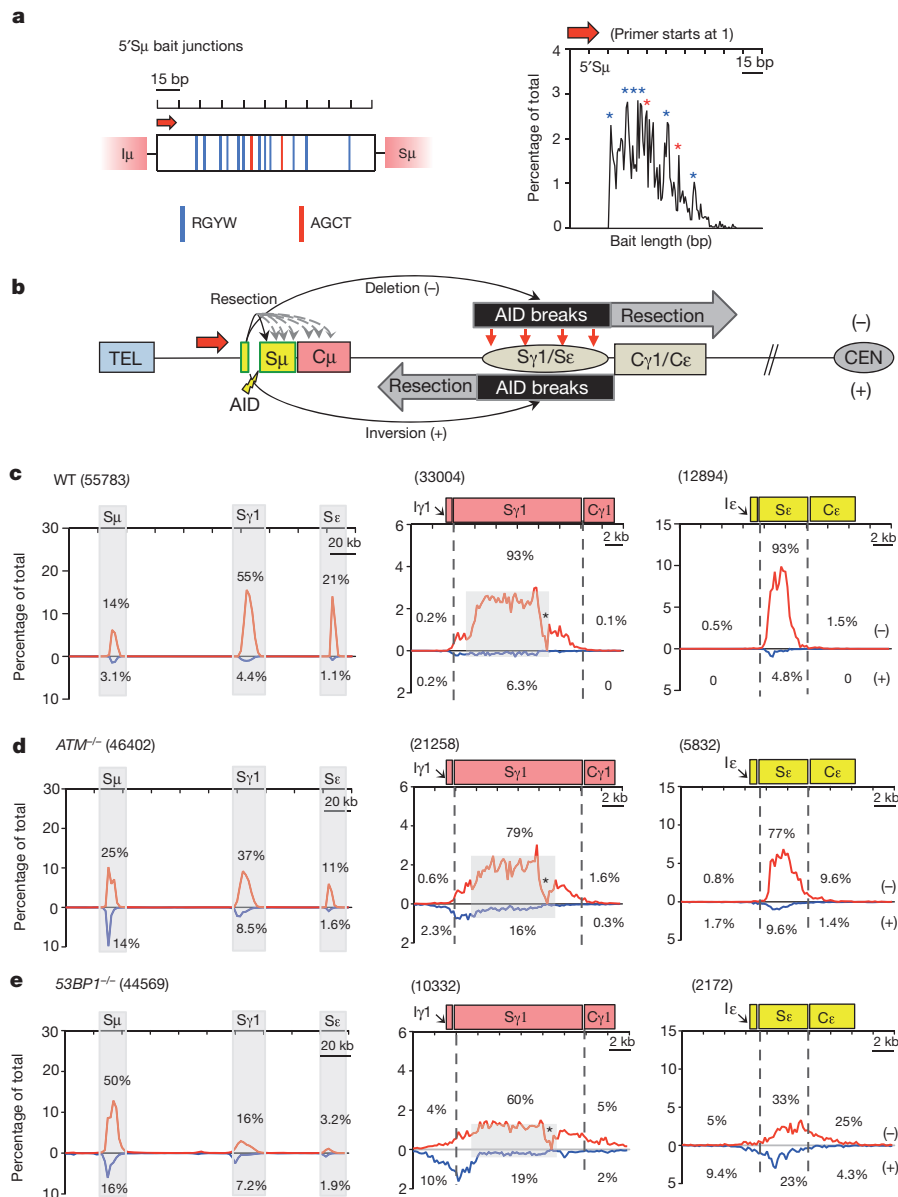 a
5′Sμ bait junctions
15 bp
Iμ
Sμ
RGYW
AGCT
(Primer starts at 1)
5′Sμ
15 bp
Percentage of total
4
3
2
1
0
* *** * * * *
Bait length (bp)
b
Resection
Deletion (–)
AID breaks
Resection
(–)
TEL
Sμ
Cμ
Sγ1/Sε
Cγ1/Cε
CEN
AID
Resection
AID breaks
(+)
Inversion (+)
c
WT (55783)
Sμ
Sγ1
Sε
20 kb
Percentage of total
30
20
10
0
10
14%
55%
21%
3.1%
4.4%
1.1%
(33004)
Iγ1
Sγ1
Cγ1
2 kb
6
4
2
0
2
93%
0.2%
*
0.1%
0.2%
6.3%
0
(12894)
Iε
Sε
Cε
2 kb
15
10
5
0
5
93%
0.5%
1.5%
(–)
(+)
0
4.8%
0
d
ATM–/– (46402)
Sμ
Sγ1
Sε
20 kb
Percentage of total
30
20
10
0
10
25%
37%
11%
14%
8.5%
1.6%
(21258)
Iγ1
Sγ1
Cγ1
2 kb
6
4
2
0
2
79%
0.6%
*
1.6%
2.3%
16%
0.3%
(5832)
Iε
Sε
Cε
2 kb
15
10
5
0
5
77%
0.8%
9.6%
(–)
(+)
1.7%
9.6%
1.4%
e
53BP1–/– (44569)
Sμ
Sγ1
Sε
20 kb
Percentage of total
30
20
10
0
10
50%
16%
3.2%
16%
7.2%
1.9%
(10332)
Iγ1
Sγ1
Cγ1
2 kb
6
4
2
0
2
60%
4%
*
5%
10%
19%
2%
(2172)
Iε
Sε
Cε
2 kb
15
10
5
0
5
33%
5%
25%
(–)
(+)
9.4%
23%
4.3%